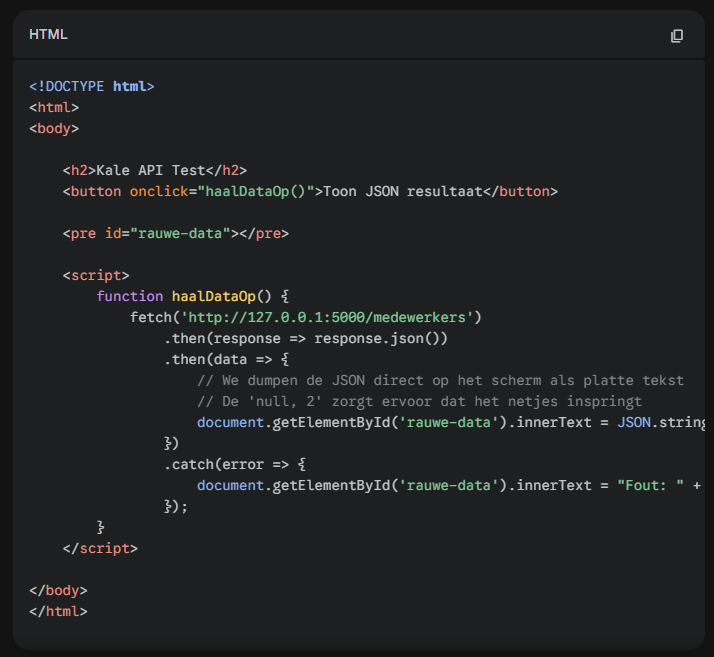 HTML
<!DOCTYPE html>
<html>
<body>
<h2>Kale API Test</h2>
<button onclick="haalDataOp()">Toon JSON resultaat</button>
<pre id="rauwe-data"></pre>
<script>
function haalDataOp() {
fetch('http://127.0.0.1:5000/medewerkers')
.then(response => response.json())
.then(data => {
// We dumpen de JSON direct op het scherm als platte tekst
// De 'null, 2' zorgt ervoor dat het netjes inspringt
document.getElementById('rauwe-data').innerText = JSON.string
})
.catch(error => {
document.getElementById('rauwe-data').innerText = "Fout: " +
});
}
</script>
</body>
</html>